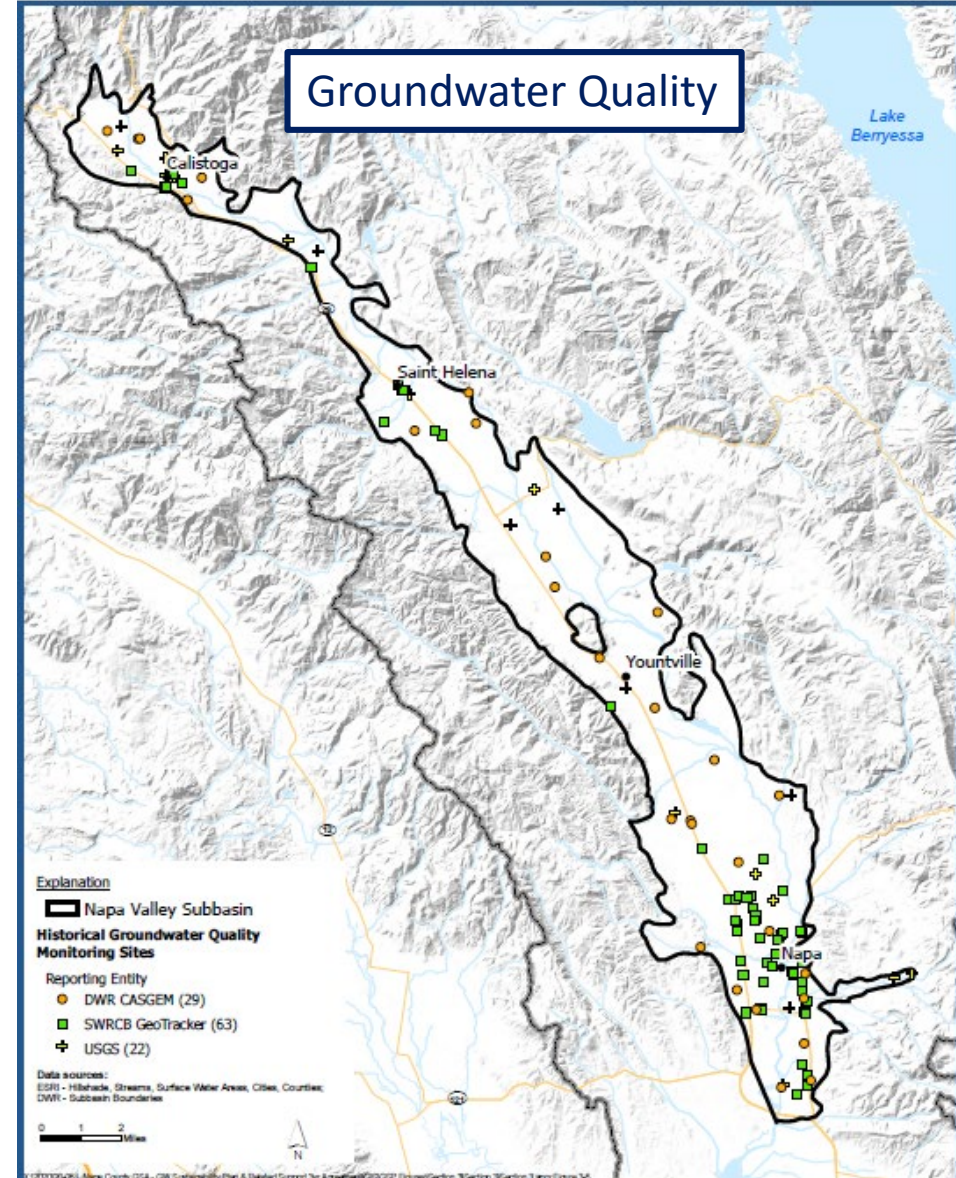 Groundwater Quality
Lake
Berryessa
Calistoga
Saint Helena
Yountville
Napa
Explanation
Napa Valley Subbasin
Historical Groundwater Quality
Monitoring Sites
Reporting Entity
DWR CASGEM (29)
SWRCB GeoTracker (63)
USGS (22)
Data sources:
ESRI - Hillshade, Streams, Surface Water Areas, Cities, Counties;
DWR - Subbasin Boundaries
0 1 2
Miles
N